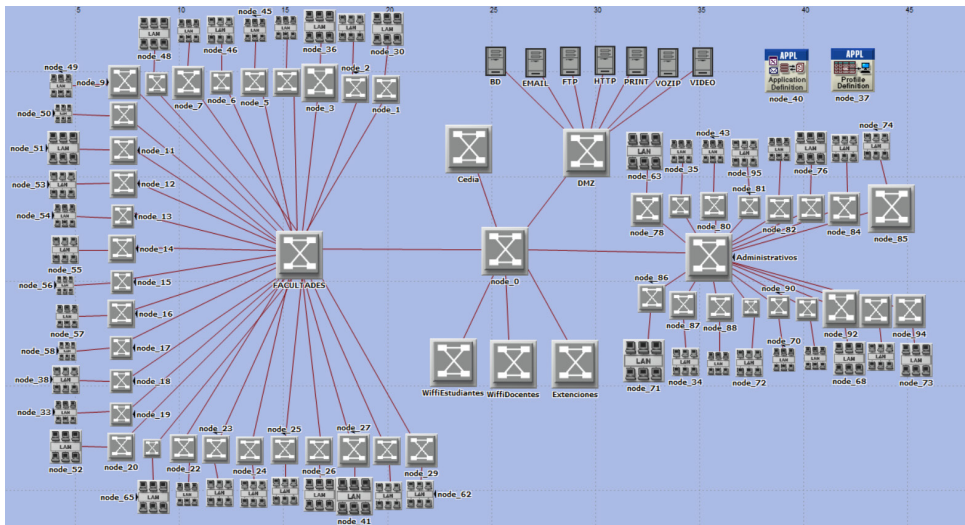 5 10 15 20 25 30 35 40 45
node_45 node_46 node_36 node_2 node_30
node_48
node_49
node_9 node_7 node_6 node_5 node_3 node_1
LAN
BD EMAIL FTP HTTP PRINT VOZIP VIDEO
APPL
Application
Definition
node_40
APPL
Profile
Definition
node_37
node_50
node_51 node_11
node_53 node_12
node_54 node_13
node_14
node_55
node_56 node_15
node_16
node_57
node_58 node_17
node_38 node_18
node_33 node_19
node_52 node_20
FACULTADES
Cedia
DMZ
node_0
WiffiEstudiantes
WiffiDocentes
Extenciones
node_63 node_35 node_43 node_95 node_76 node_74
node_81
node_78 node_80 node_82 node_84 node_85
Administrativos
node_86 node_87 node_88 node_90 node_92 node_94
node_70
node_71 node_34 node_72 node_68 node_73
node_23 node_25 node_27
node_22 node_24 node_26 node_29
node_65 node_41 node_62